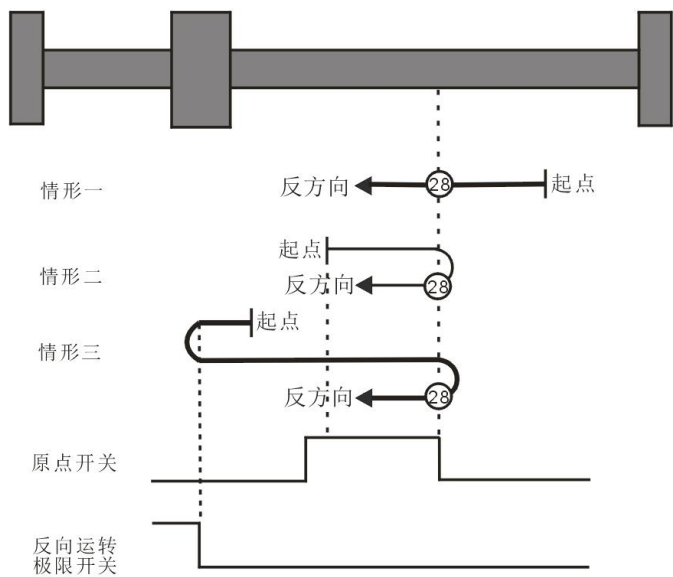 情形一
反方向
28
起点
情形二
起点
反方向
28
情形三
起点
反方向
28
原点开关
反向运转
极限开关